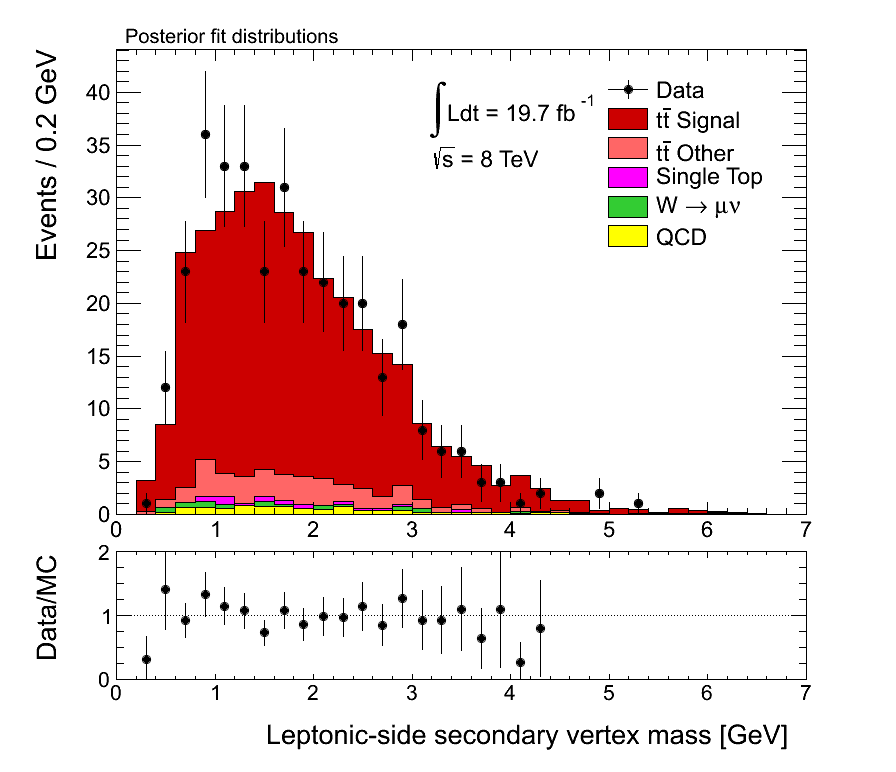 Posterior fit distributions
Events / 0.2 GeV
40
35
30
25
20
15
10
5
0
∫ Ldt = 19.7 fb⁻¹
√s = 8 TeV
Data
tt̄ Signal
tt̄ Other
Single Top
W → μν
QCD
0 1 2 3 4 5 6 7
Data/MC
2
1
0
0 1 2 3 4 5 6 7
Leptonic-side secondary vertex mass [GeV]